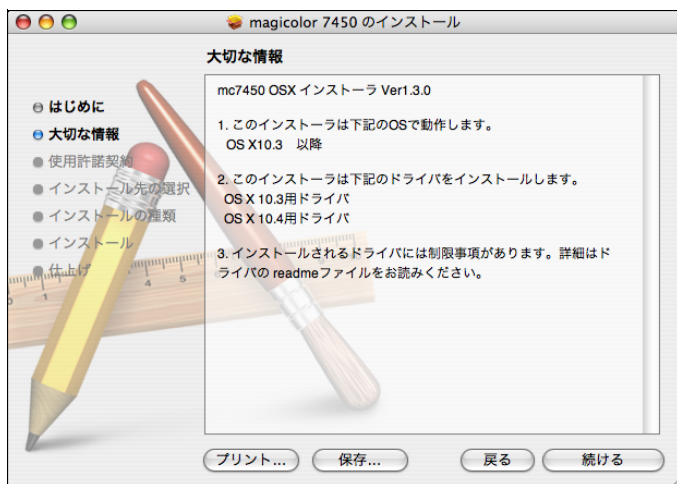 magicolor 7450 のインストール
大切な情報
はじめに
大切な情報
使用許諾契約
インストール先の選択
インストールの種類
インストール
仕上げ
mc7450 OSX インストーラ Ver1.3.0
1. このインストーラは下記のOSで動作します。
OS X10.3 以降
2. このインストーラは下記のドライバをインストールします。
OS X 10.3用ドライバ
OS X 10.4用ドライバ
3. インストールされるドライバには制限事項があります。詳細はド
ライバの readmeファイルをお読みください。
0 1 4 5
プリント... 保存... 戻る 続ける